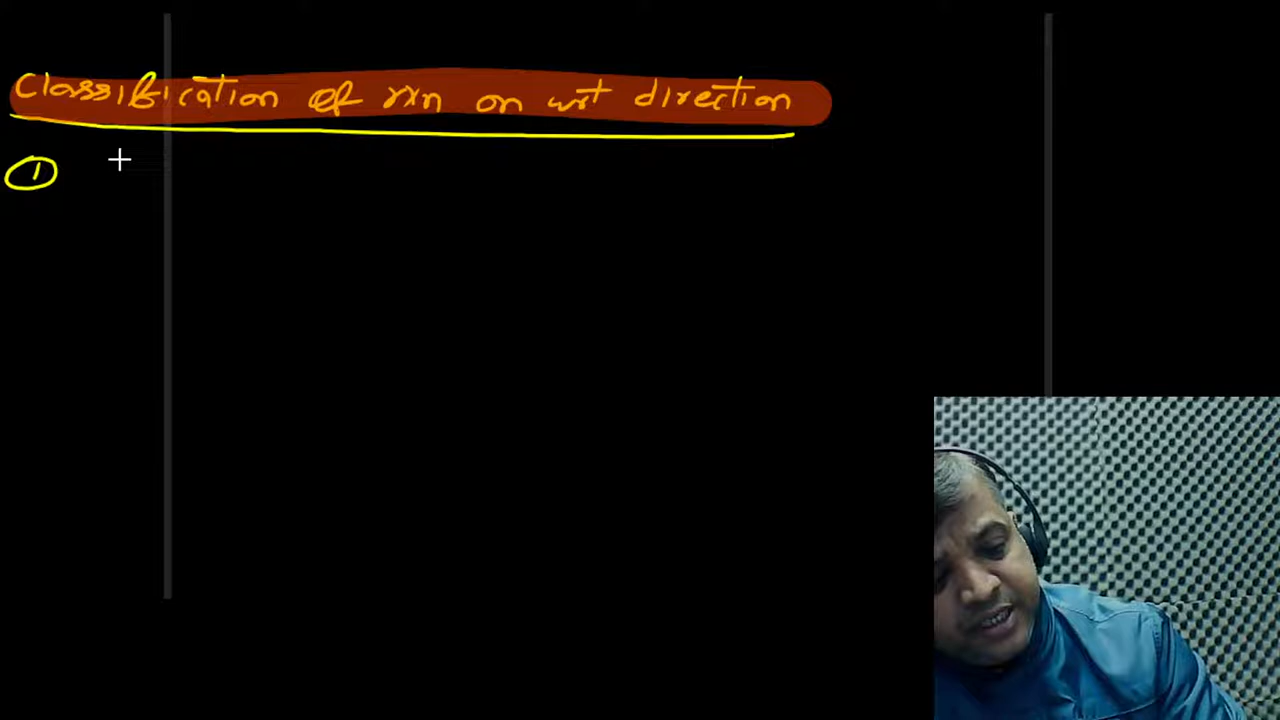 Classification of rxn on wrt direction
①